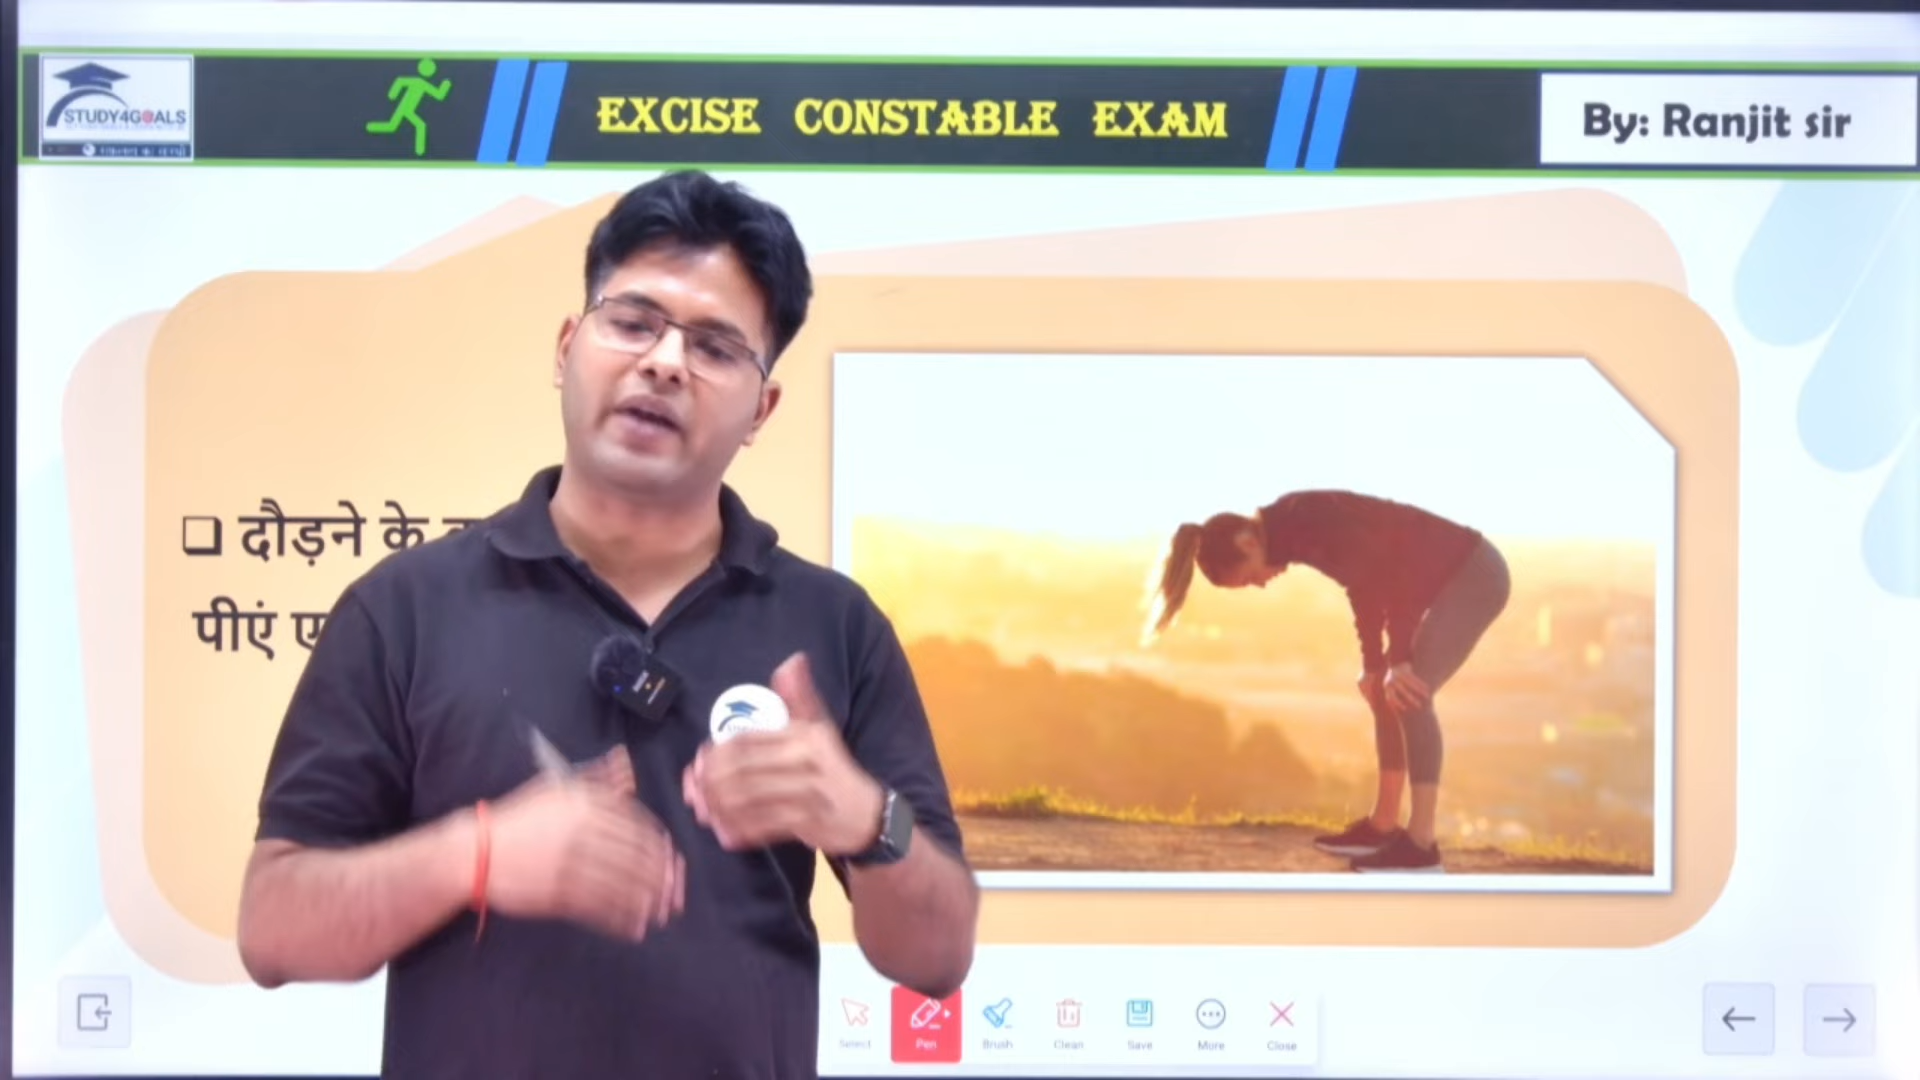 STUDY4GOALS
EXCISE CONSTABLE EXAM
By: Ranjit sir
दौड़ने के
पीएं
Select
Pen
Brush
Clean
Save
More
Close